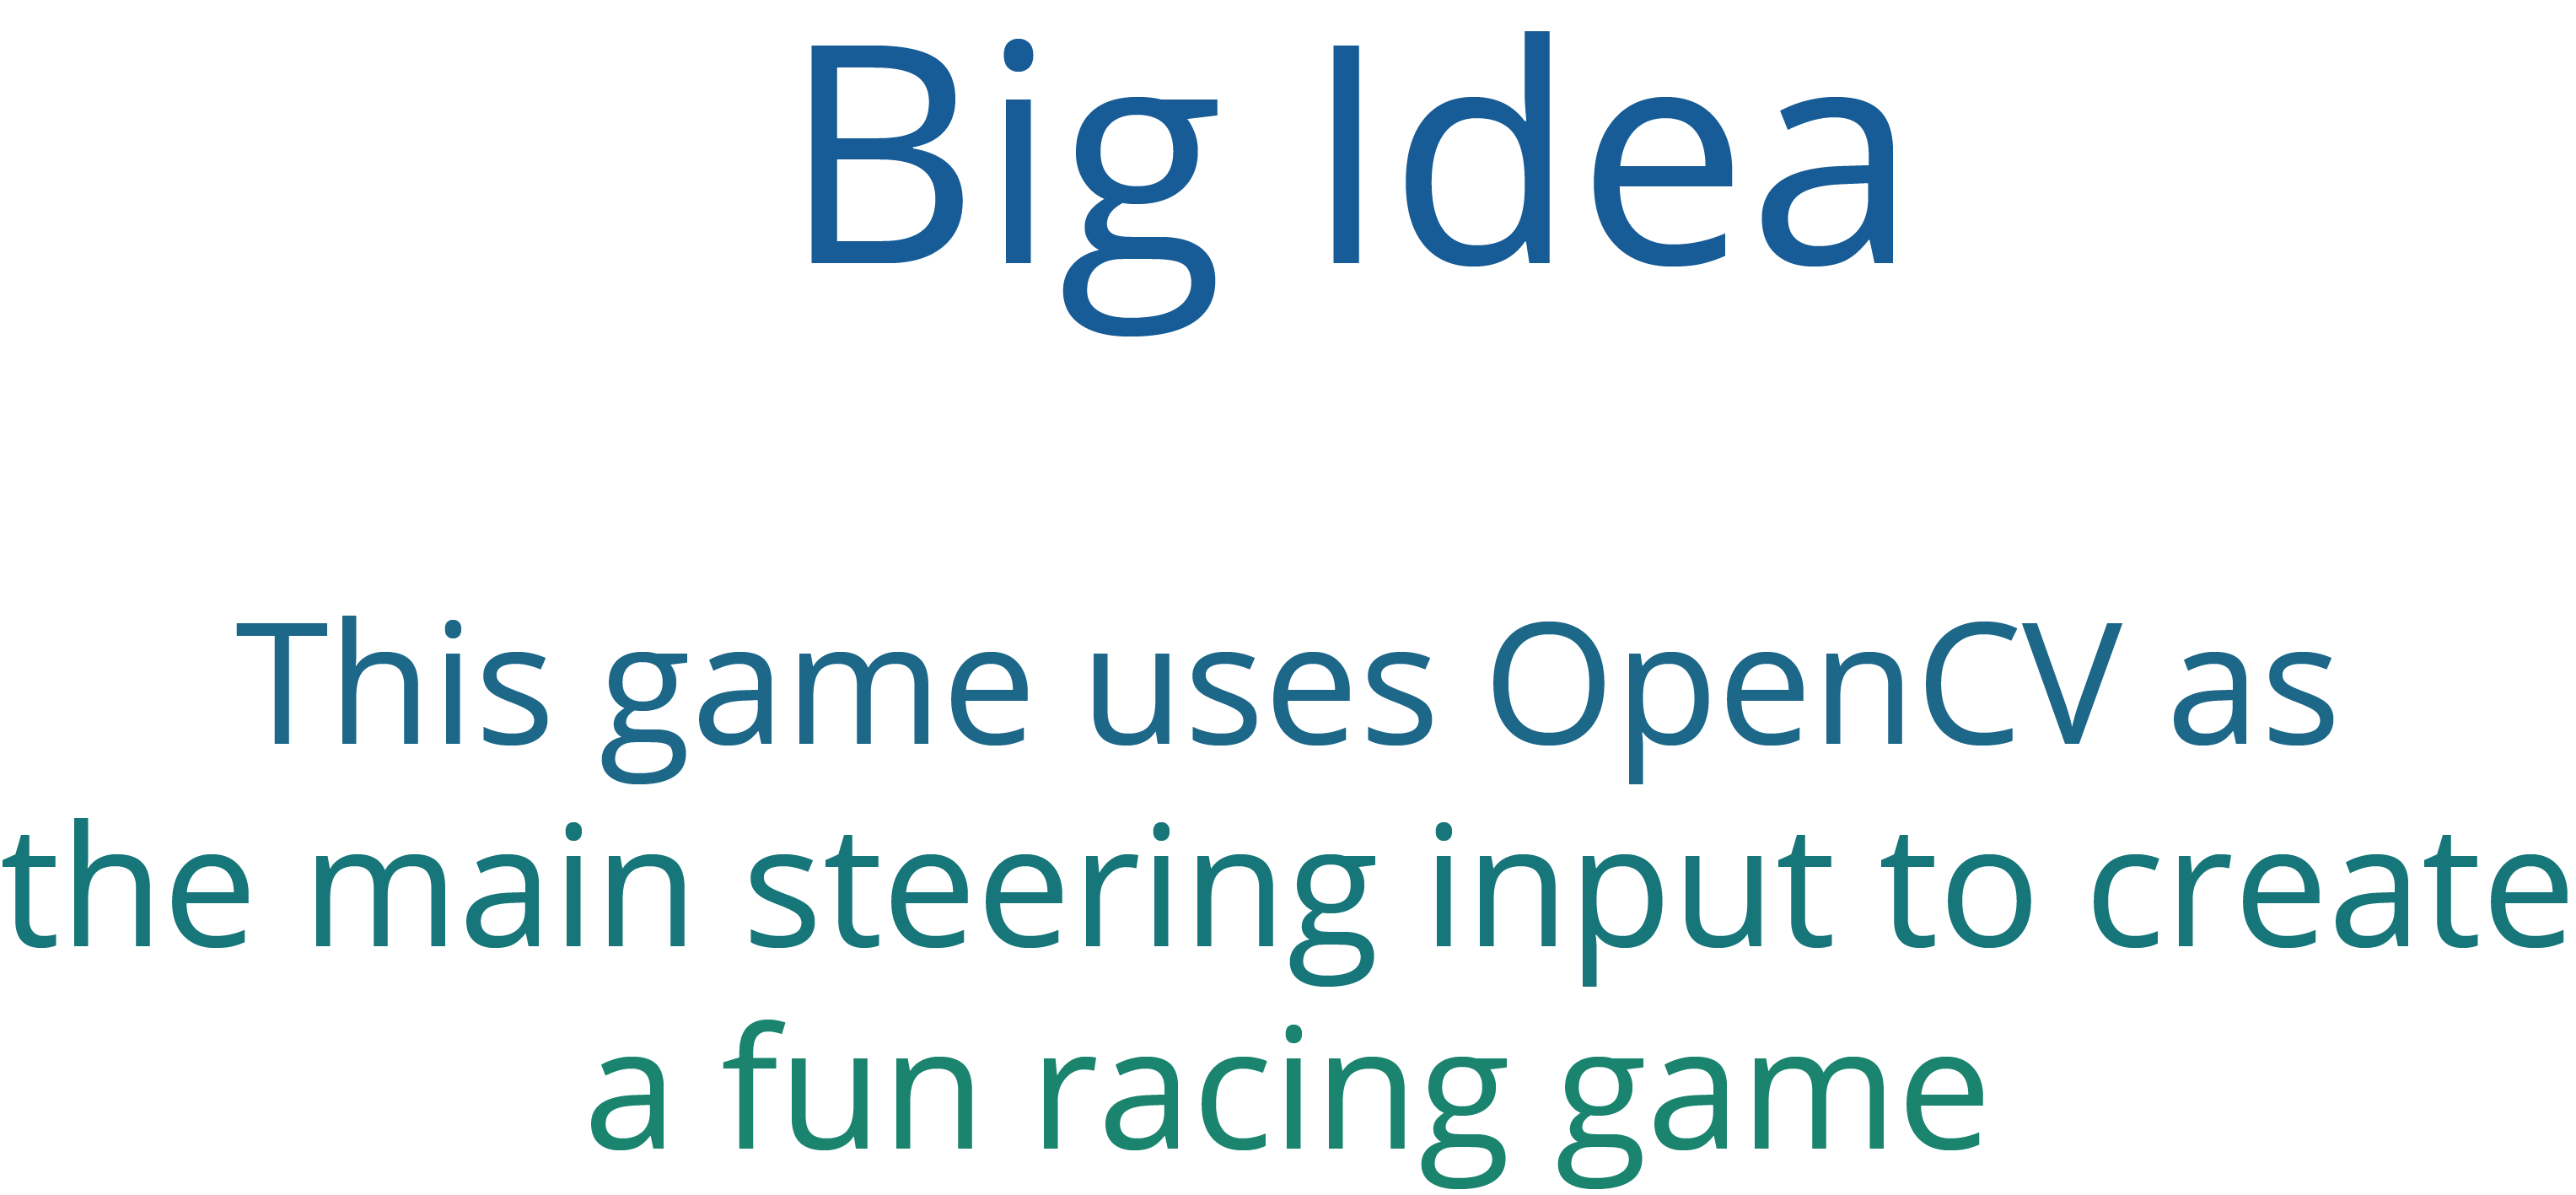 Big Idea
This game uses OpenCV as
the main steering input to create
a fun racing game